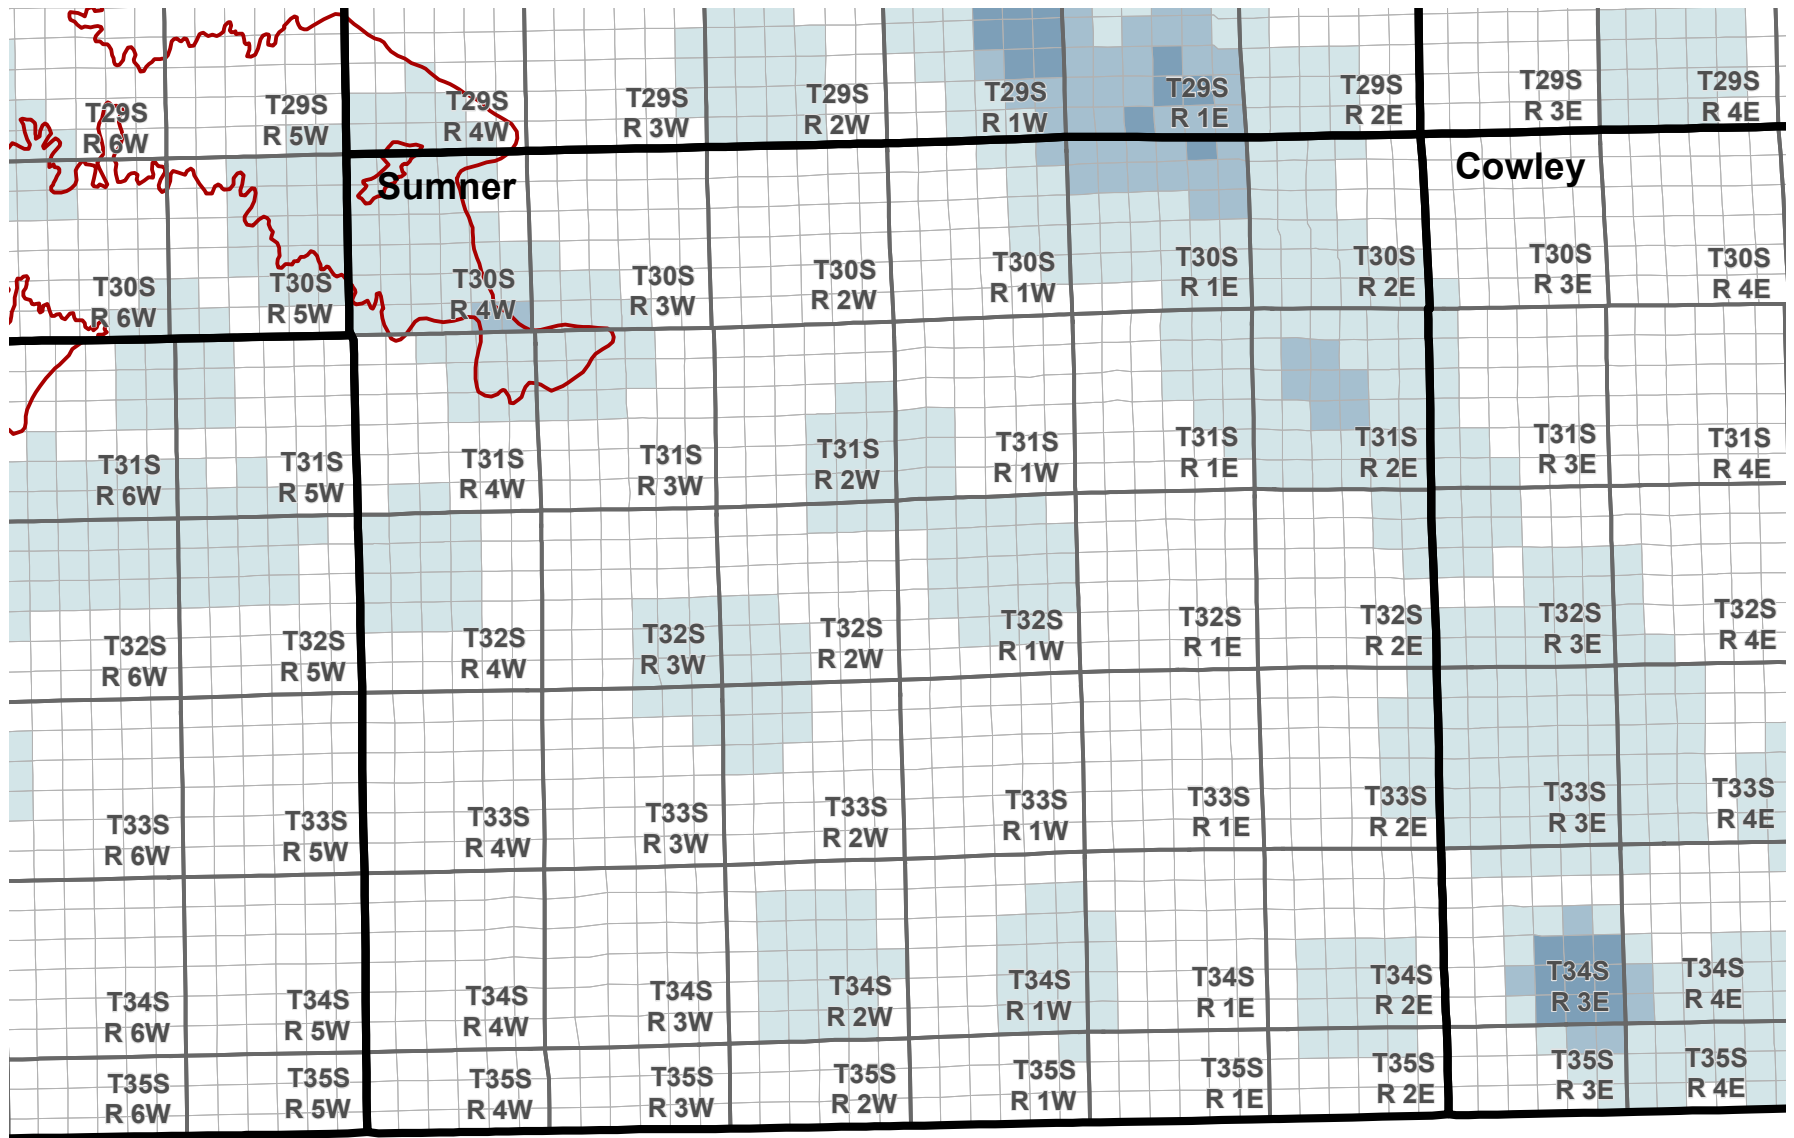 T29S
R 6W
T29S
R 5W
T29S
R 4W
T29S
R 3W
T29S
R 2W
T29S
R 1W
T29S
R 1E
T29S
R 2E
T29S
R 3E
T29S
R 4E
Sumner
Cowley
T30S
R 6W
T30S
R 5W
T30S
R 4W
T30S
R 3W
T30S
R 2W
T30S
R 1W
T30S
R 1E
T30S
R 2E
T30S
R 3E
T30S
R 4E
T31S
R 6W
T31S
R 5W
T31S
R 4W
T31S
R 3W
T31S
R 2W
T31S
R 1W
T31S
R 1E
T31S
R 2E
T31S
R 3E
T31S
R 4E
T32S
R 6W
T32S
R 5W
T32S
R 4W
T32S
R 3W
T32S
R 2W
T32S
R 1W
T32S
R 1E
T32S
R 2E
T32S
R 3E
T32S
R 4E
T33S
R 6W
T33S
R 5W
T33S
R 4W
T33S
R 3W
T33S
R 2W
T33S
R 1W
T33S
R 1E
T33S
R 2E
T33S
R 3E
T33S
R 4E
T34S
R 6W
T34S
R 5W
T34S
R 4W
T34S
R 3W
T34S
R 2W
T34S
R 1W
T34S
R 1E
T34S
R 2E
T34S
R 3E
T34S
R 4E
T35S
R 6W
T35S
R 5W
T35S
R 4W
T35S
R 3W
T35S
R 2W
T35S
R 1W
T35S
R 1E
T35S
R 2E
T35S
R 3E
T35S
R 4E